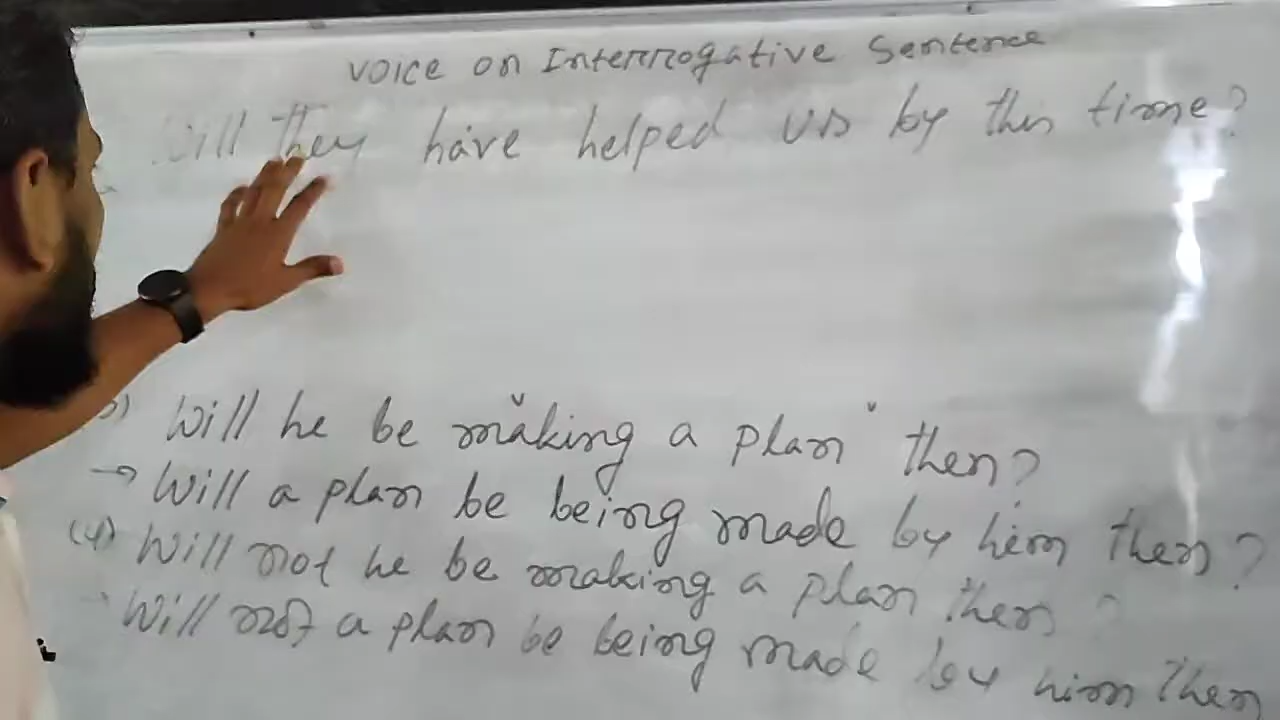 Voice on Interrogative Sentence
Will they have helped us by this time?
3) Will he be making a plan then?
→ Will a plan be being made by him then?
(4) Will not he be making a plan then?
Will not a plan be being made by him then